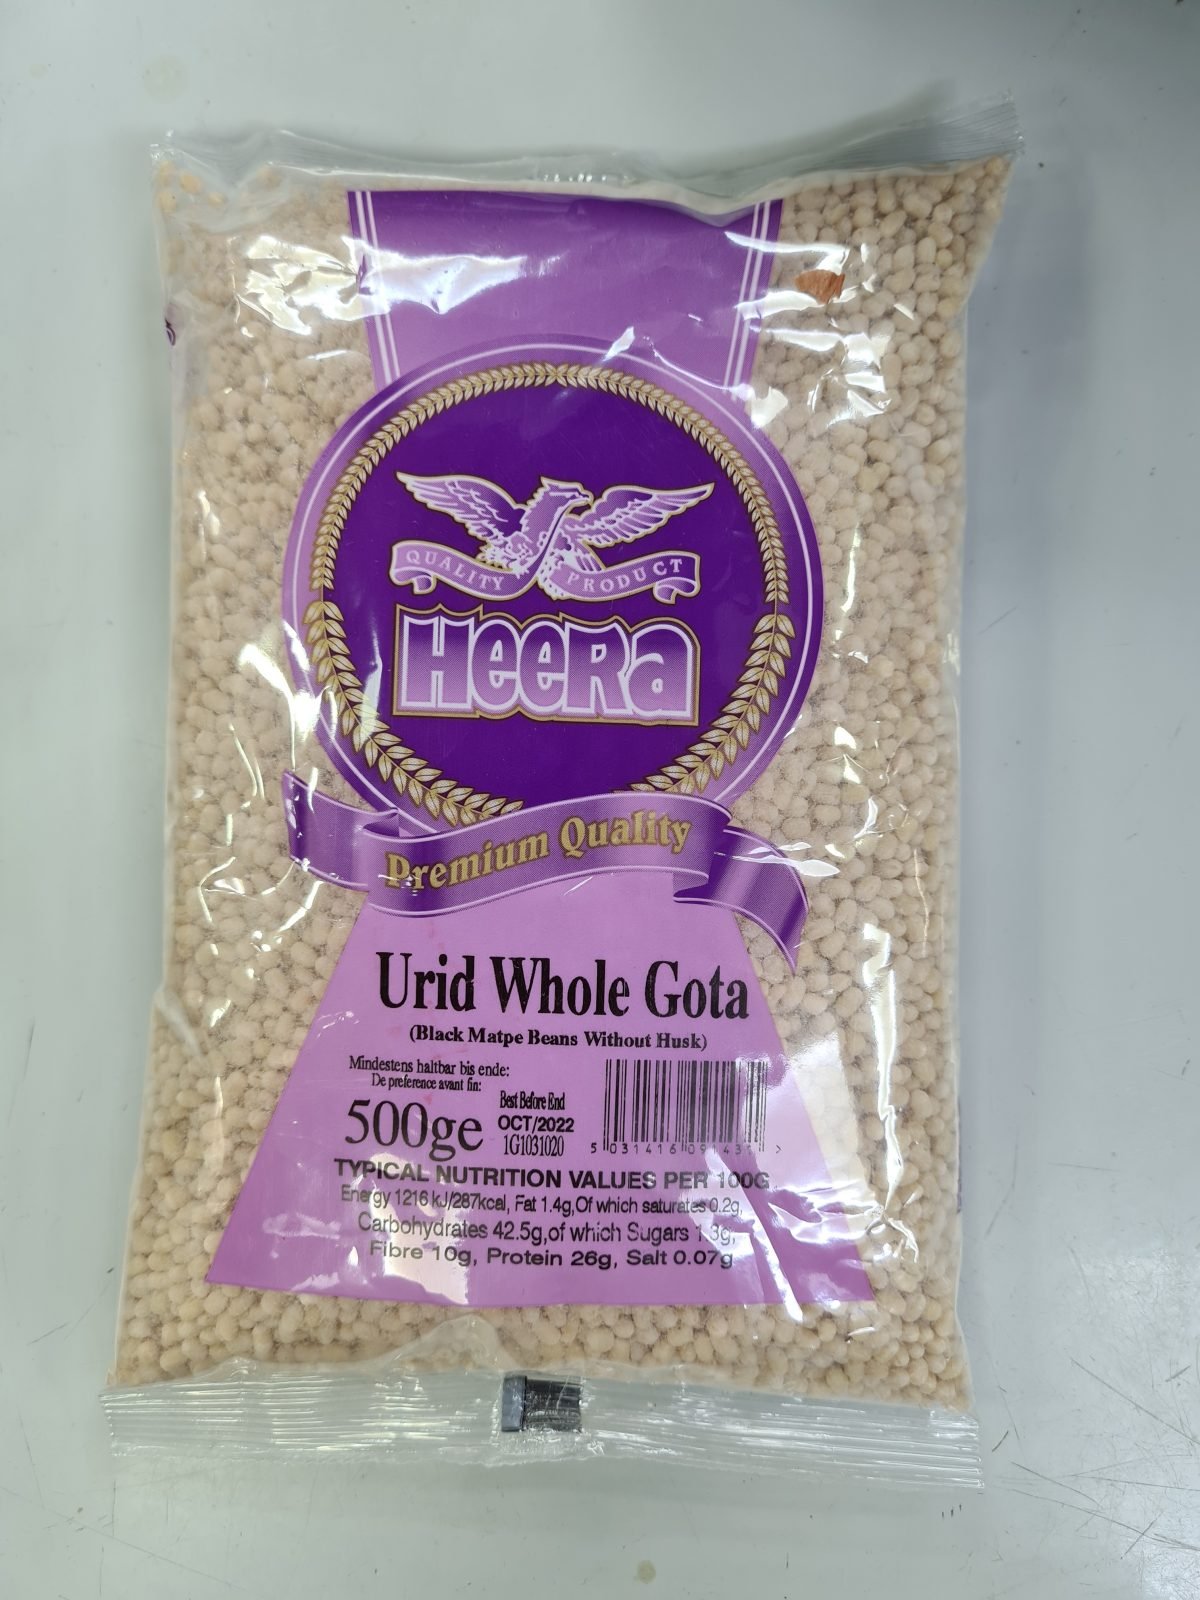 QUALITY PRODUCT
HEERA
Premium Quality
Urid Whole Gota
(Black Matpe Beans Without Husk)
Mindestens haltbar bis ende:
De preference avant fin:
500ge
Best Before End
OCT/2022
1G1031020
5 031416 091431 >
TYPICAL NUTRITION VALUES PER 100G
Energy 1216 kJ/287kcal, Fat 1.4g,Of which saturates 0.2g,
Carbohydrates 42.5g,of which Sugars 1.3g,
Fibre 10g, Protein 26g, Salt 0.07g